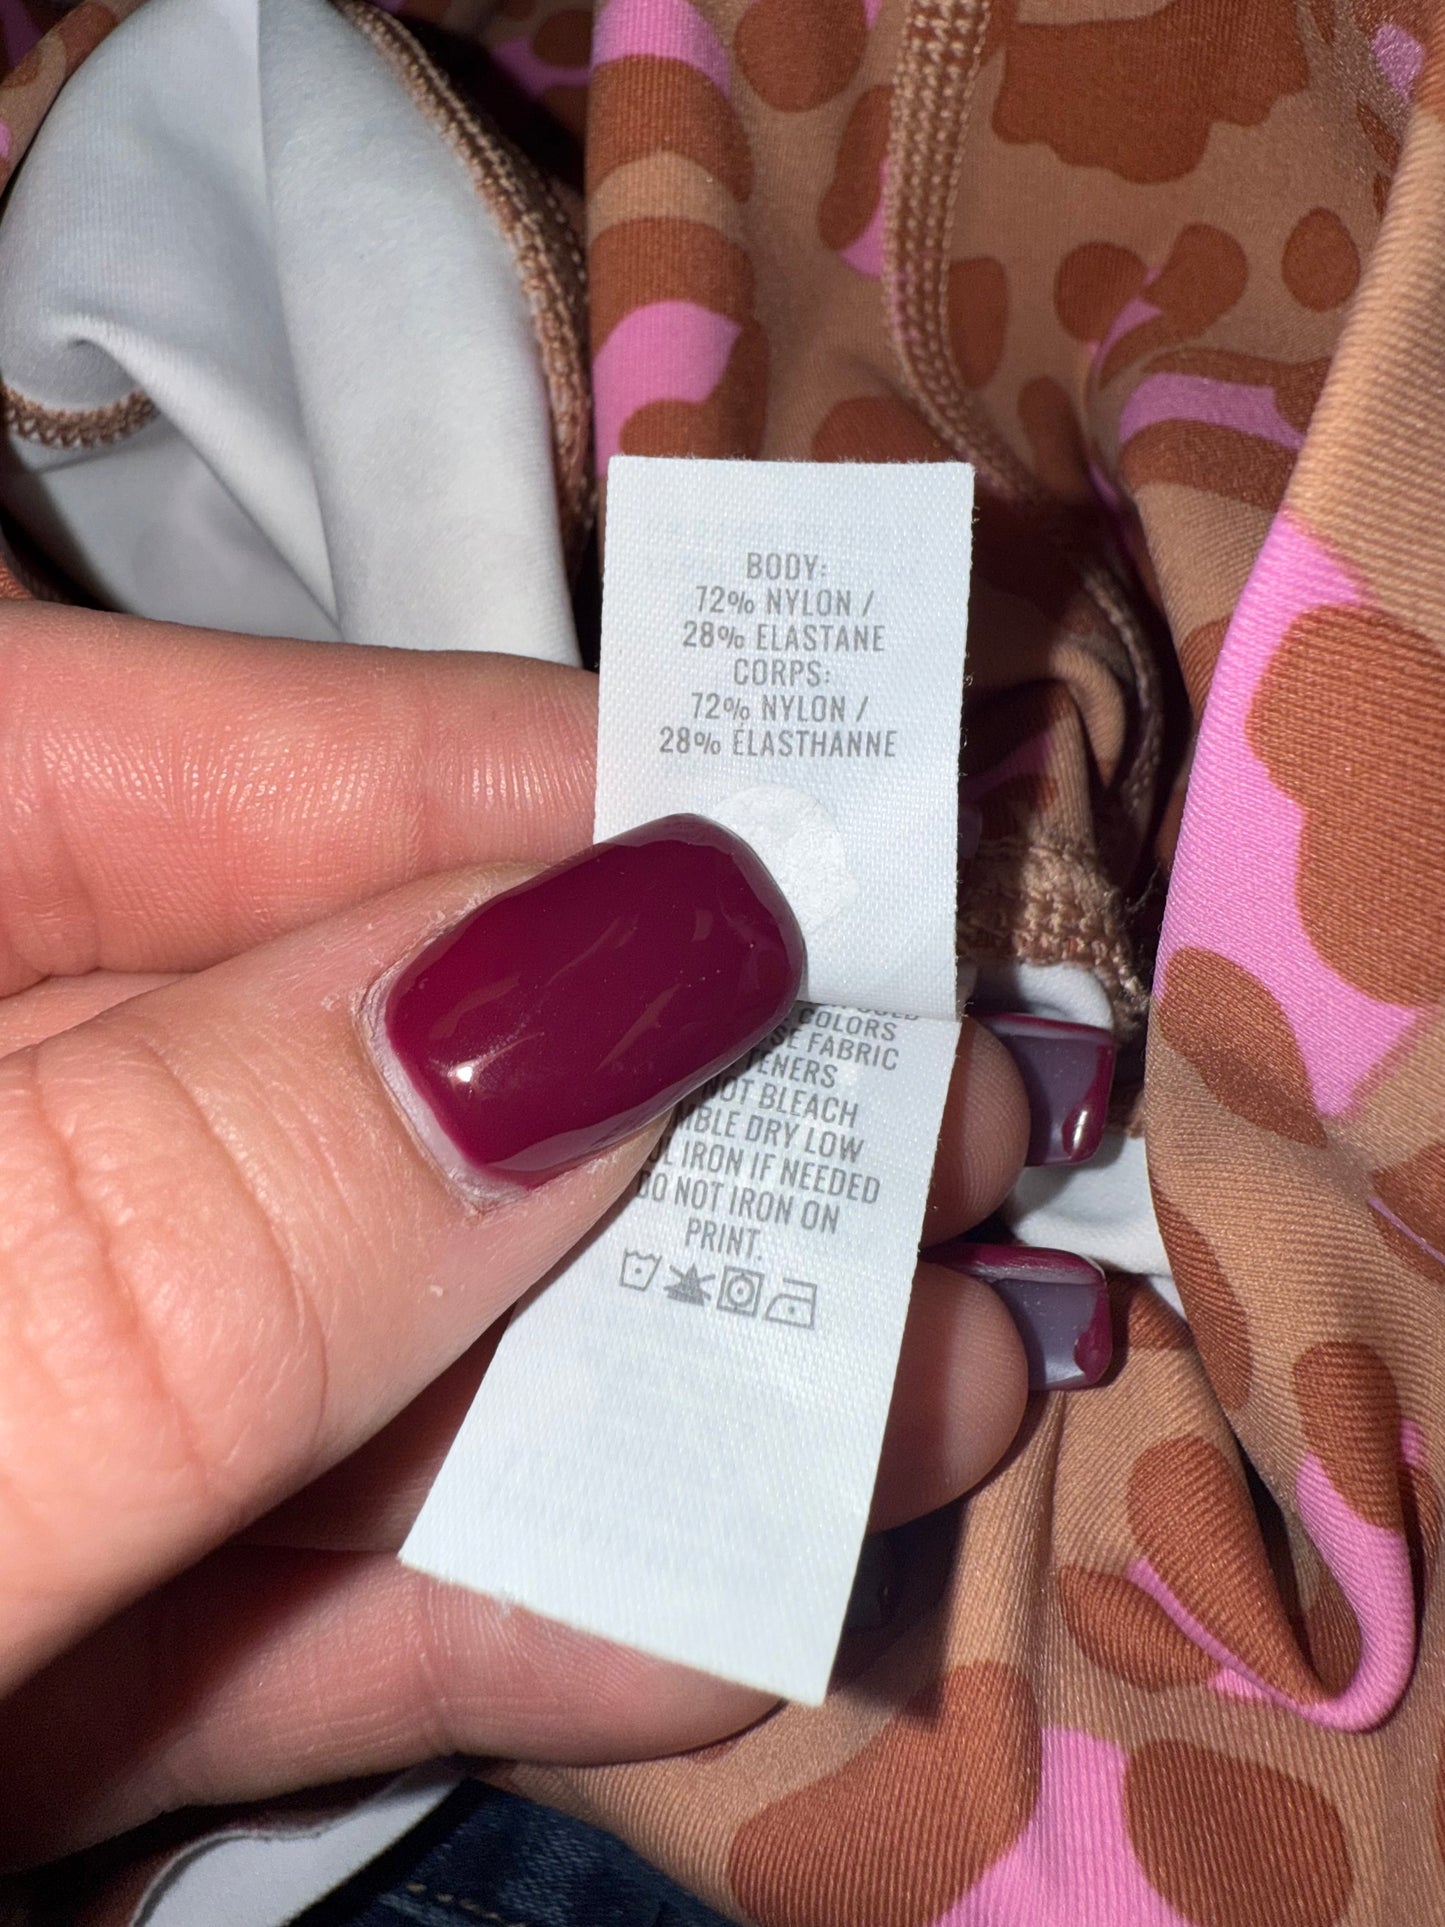 BODY:
72% NYLON /
28% ELASTANE
CORPS:
72% NYLON /
28% ELASTHANNE
COLORS
FABRIC
NOT BLEACH
DRY LOW
IRON IF NEEDED
DO NOT IRON ON
PRINT.